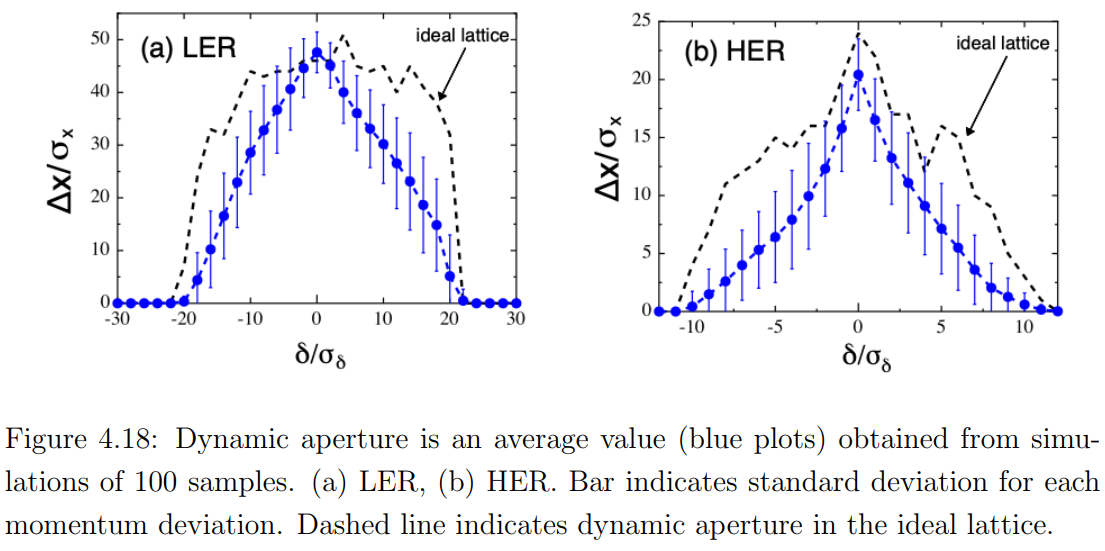 (a) LER
ideal lattice
Δx/σx
50
40
30
20
10
0
-30
-20
-10
0
10
20
30
δ/σδ
(b) HER
ideal lattice
Δx/σx
25
20
15
10
5
0
-10
-5
0
5
10
δ/σδ
Figure 4.18: Dynamic aperture is an average value (blue plots) obtained from simu-
lations of 100 samples. (a) LER, (b) HER. Bar indicates standard deviation for each
momentum deviation. Dashed line indicates dynamic aperture in the ideal lattice.